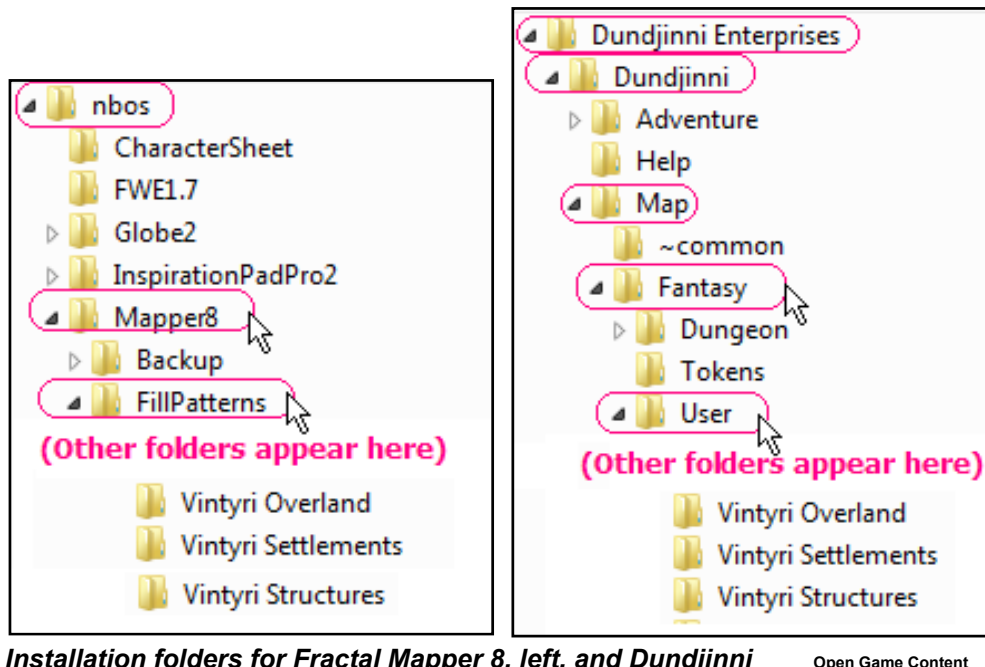 nbos
CharacterSheet
FWE1.7
Globe2
InspirationPadPro2
Mapper8
Backup
FillPatterns
(Other folders appear here)
Vintyri Overland
Vintyri Settlements
Vintyri Structures
Dundjinni Enterprises
Dundjinni
Adventure
Help
Map
~common
Fantasy
Dungeon
Tokens
User
(Other folders appear here)
Vintyri Overland
Vintyri Settlements
Vintyri Structures
Installation folders for Fractal Mapper 8, left, and Dundjinni
Open Game Content